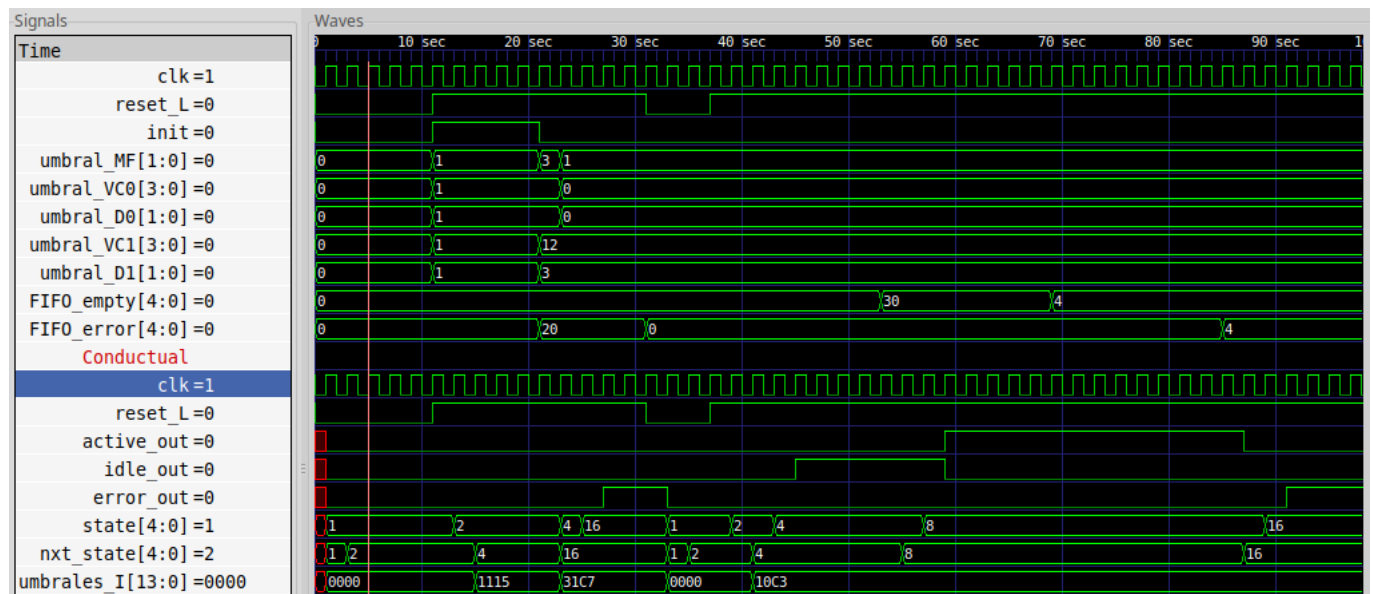 Signals Waves
Time 0 10 sec 20 sec 30 sec 40 sec 50 sec 60 sec 70 sec 80 sec 90 sec 1
clk=1
reset_L=0
init=0
umbral_MF[1:0]=0 0 1 3 1
umbral_VC0[3:0]=0 0 1 0
umbral_D0[1:0]=0 0 1 0
umbral_VC1[3:0]=0 0 1 12
umbral_D1[1:0]=0 0 1 3
FIFO_empty[4:0]=0 0 30 4
FIFO_error[4:0]=0 0 20 0 4
Conductual
clk=1
reset_L=0
active_out=0
idle_out=0
error_out=0
state[4:0]=1 1 2 4 16 1 2 4 8 16
nxt_state[4:0]=2 1 2 4 16 1 2 4 8 16
umbrales_I[13:0]=0000 0000 1115 31C7 0000 10C3